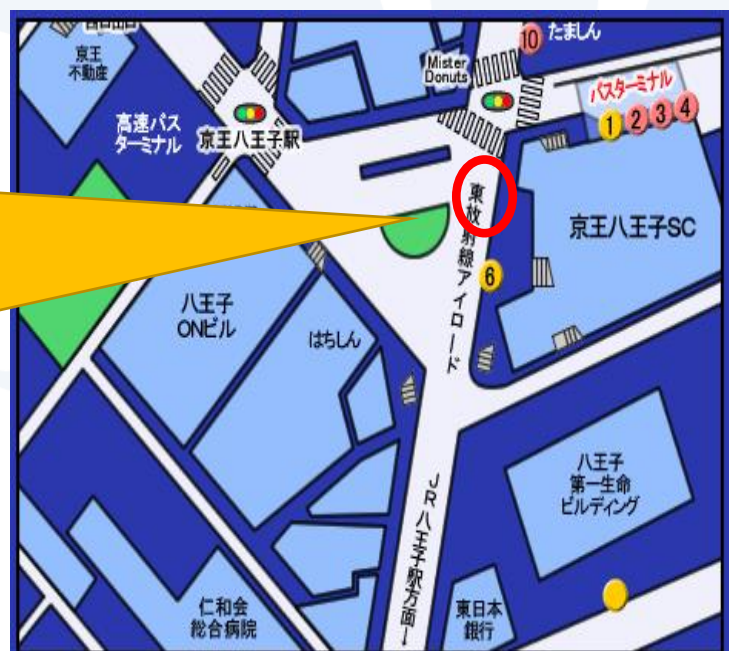 京王
不動産
高速バス
ターミナル
京王八王子駅
Mister
Donuts
10
たましん
バスターミナル
1 2 3 4
京王八王子SC
東放射線アイロード
6
八王子
ONビル
はちしん
八王子
第一生命
ビルディング
JR八王子駅方面→
仁和会
総合病院
東日本
銀行